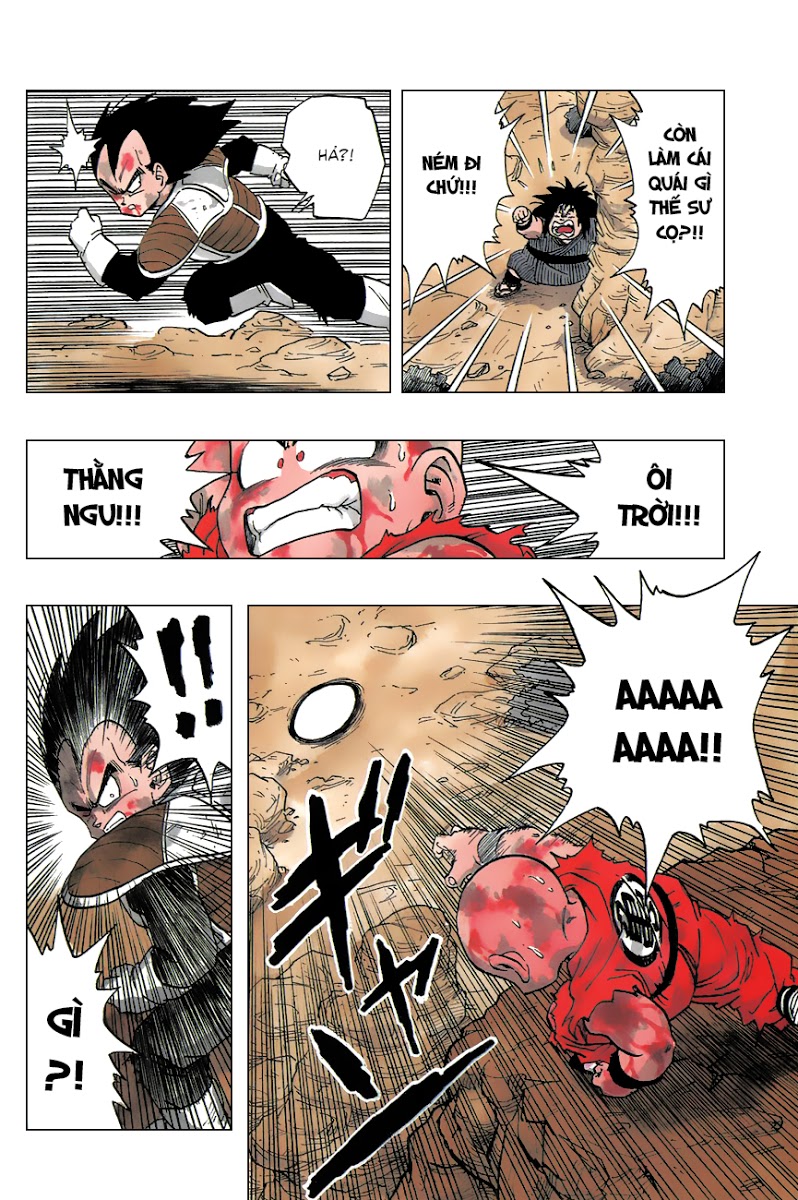 CÒN
LÀM CÁI
QUÁI GÌ
THẾ SƯ
CỌ?!!
NÉM ĐI
CHỨ!!!
HẢ?!
ÔI
TRỜI!!!
THẰNG
NGU!!!
AAAAA
AAAA!!
ギャッ
!!
GÌ
?!